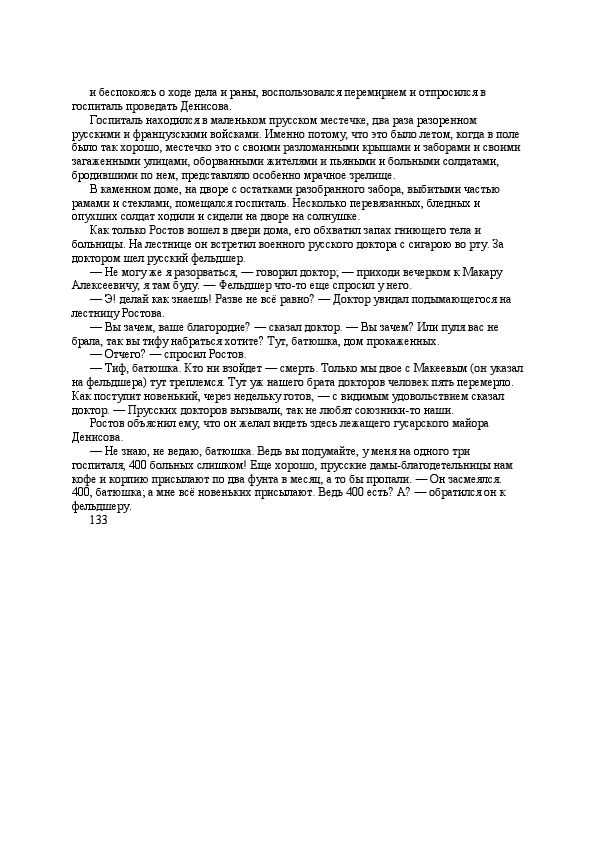 и беспокоясь о ходе дела и раны, воспользовался перемирием и отпросился в
госпиталь проведать Денисова.
Госпиталь находился в маленьком прусском местечке, два раза разоренном
русскими и французскими войсками. Именно потому, что это было летом, когда в поле
было так хорошо, местечко это с своими разломанными крышами и заборами и своими
загаженными улицами, оборванными жителями и пьяными и больными солдатами,
бродившими по нем, представляло особенно мрачное зрелище.
В каменном доме, на дворе с остатками разобранного забора, выбитыми частью
рамами и стеклами, помещался госпиталь. Несколько перевязанных, бледных и
опухших солдат ходили и сидели на дворе на солнушке.
Как только Ростов вошел в двери дома, его обхватил запах гниющего тела и
больницы. На лестнице он встретил военного русского доктора с сигарою во рту. За
доктором шел русский фельдшер.
— Не могу же я разорваться, — говорил доктор; — приходи вечерком к Макару
Алексеевичу, я там буду. — Фельдшер что-то еще спросил у него.
— Э! делай как знаешь! Разве не всё равно? — Доктор увидал подымающегося на
лестницу Ростова.
— Вы зачем, ваше благородие? — сказал доктор. — Вы зачем? Или пуля вас не
брала, так вы тифу набраться хотите? Тут, батюшка, дом прокаженных.
— Отчего? — спросил Ростов.
— Тиф, батюшка. Кто ни взойдет — смерть. Только мы двое с Макеевым (он указал
на фельдшера) тут треплемся. Тут уж нашего брата докторов человек пять перемерло.
Как поступит новенький, через недельку готов, — с видимым удовольствием сказал
доктор. — Прусских докторов вызывали, так не любят союзники-то наши.
Ростов объяснил ему, что он желал видеть здесь лежащего гусарского майора
Денисова.
— Не знаю, не ведаю, батюшка. Ведь вы подумайте, у меня на одного три
госпиталя, 400 больных слишком! Еще хорошо, прусские дамы-благодетельницы нам
кофе и корпию присылают по два фунта в месяц, а то бы пропали. — Он засмеялся.
400, батюшка; а мне всё новеньких присылают. Ведь 400 есть? А? — обратился он к
фельдшеру.
133